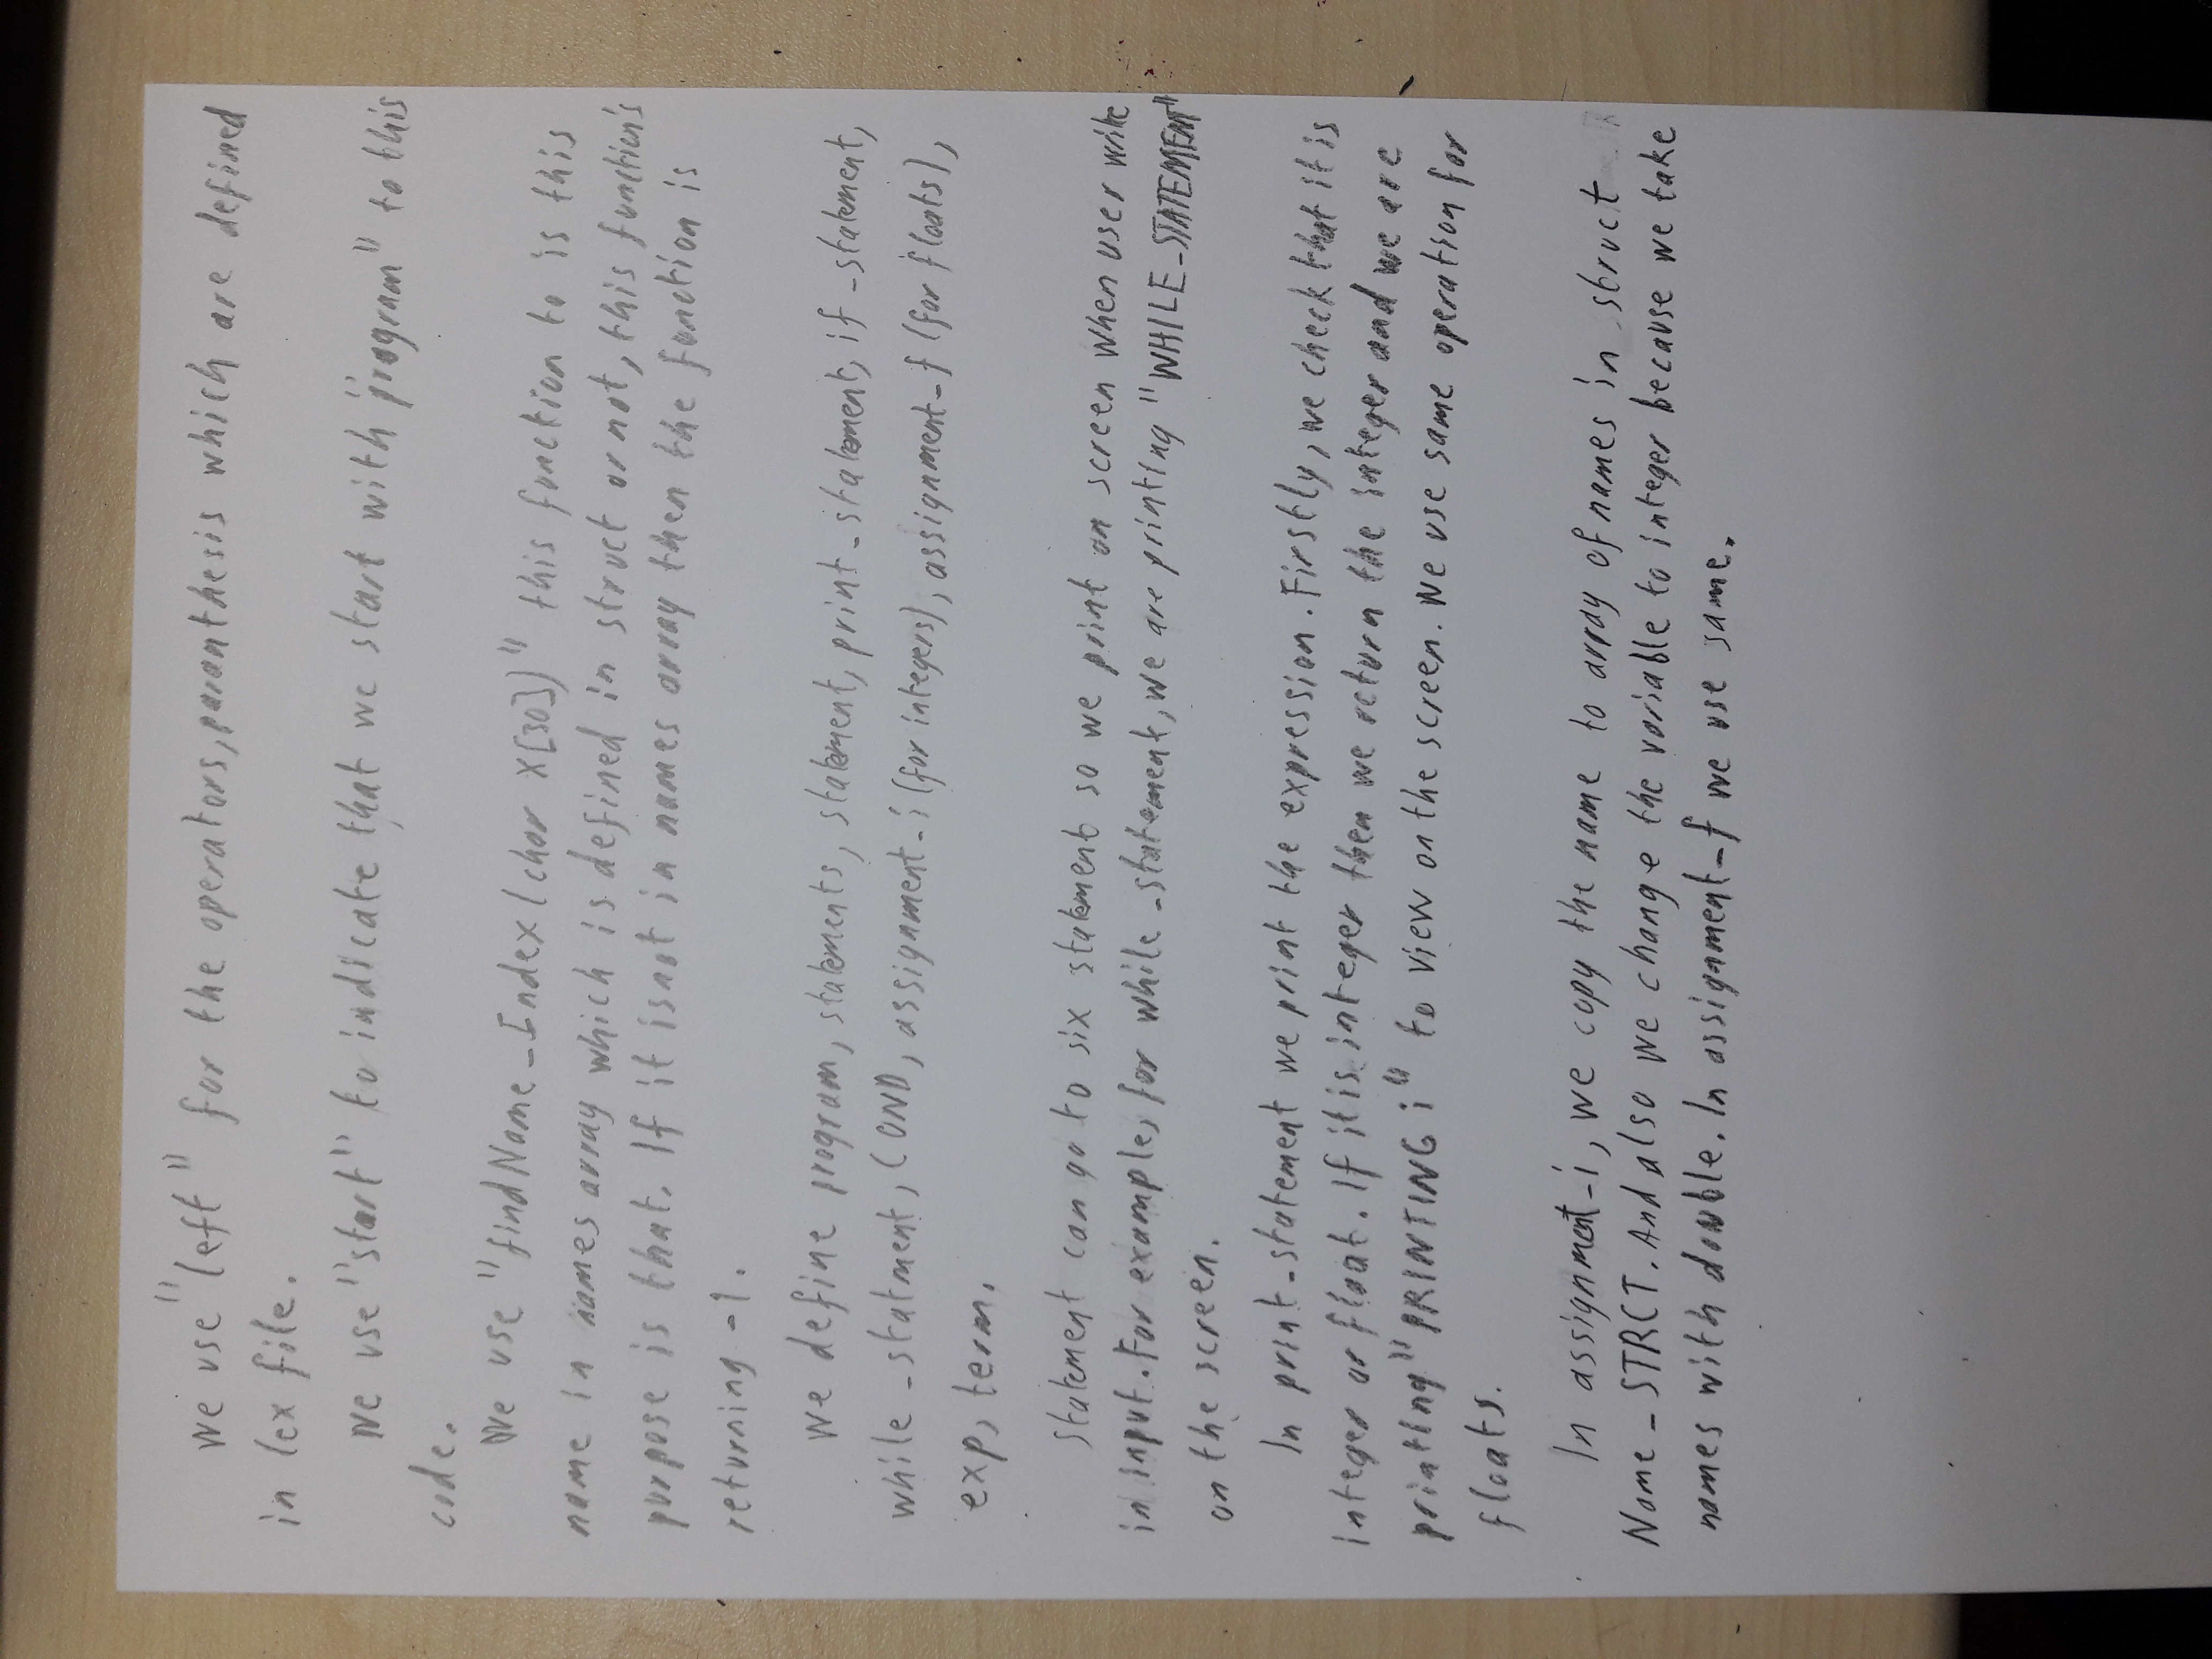 We use "left" for the operators, paranthesis which are defined
in lex file.
We use "start" to indicate that we start with "program" to this
code.
We use "findName_Index(char X[30])" this function to is this
name in names array which is defined in struct or not, this function's
purpose is that. If it is not in names array then the function is
returning -1.
We define program, statements, statement, print_statement, if_statement,
while_statment, COND, assignment_i (for integers), assignment_f (for floats),
exp, term.
Statement can go to six statement so we print on screen when user write
in input. For example, for while_statement, we are printing "WHILE_STATEMENT"
on the screen.
In print_statement we print the expression. Firstly, we check that it is
Integer or float. If it is integer then we return the integer and we are
printing "PRINTING i" to view on the screen. We use same operation for
floats.
In assignment_i, we copy the name to array of names in struct
Name_STRCT. And also we change the variable to integer because we take
names with double. In assignment_f we use same.